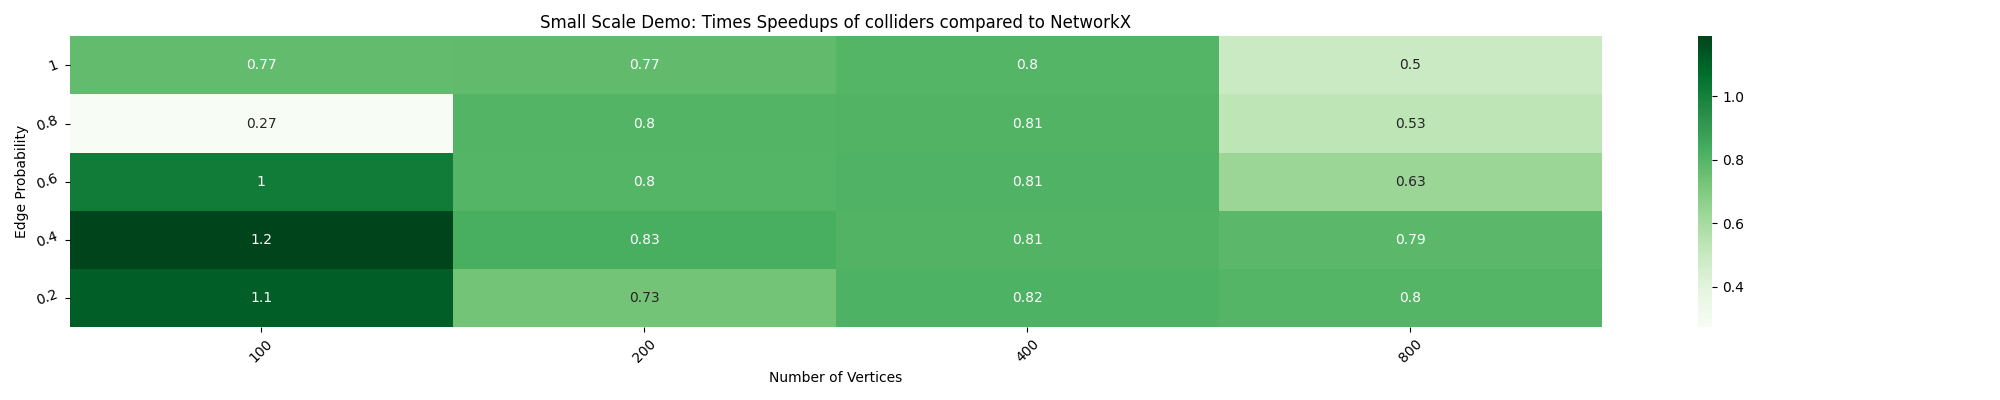 Small Scale Demo: Times Speedups of colliders compared to NetworkX
Edge Probability
1 0.77 0.77 0.8 0.5
0.8 0.27 0.8 0.81 0.53
0.6 1 0.8 0.81 0.63
0.4 1.2 0.83 0.81 0.79
0.2 1.1 0.73 0.82 0.8
100 200 400 800
Number of Vertices
1.0
0.8
0.6
0.4